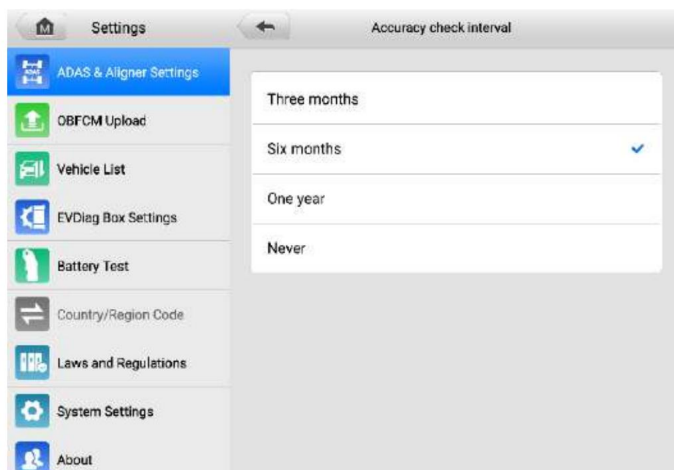 Settings
Accuracy check interval
ADAS & Aligner Settings
OBFCM Upload
Vehicle List
EVDiag Box Settings
Battery Test
Country/Region Code
Laws and Regulations
System Settings
About
Three months
Six months
One year
Never